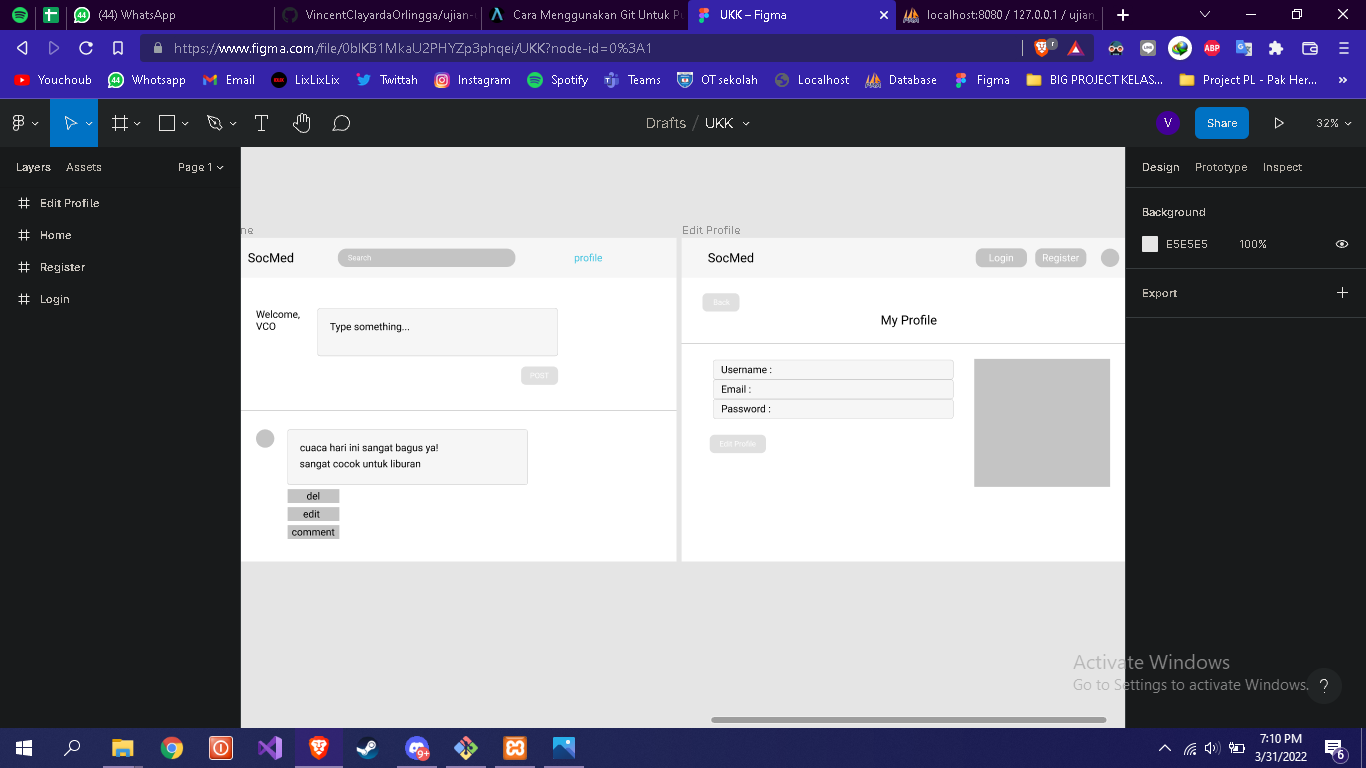 (44) WhatsApp
VincentClayardaOrlingga/ujian-
Cara Menggunakan Git Untuk Pu
UKK – Figma
localhost:8080 / 127.0.0.1 / ujian_
https://www.figma.com/file/0blKB1MkaU2PHYZp3phqei/UKK?node-id=0%3A1
Youchoub
Whotsapp
Email
LixLixLix
Twittah
Instagram
Spotify
Teams
OT sekolah
Localhost
Database
Figma
BIG PROJECT KELAS...
Project PL - Pak Her...
Drafts / UKK
V
Share
32%
Layers
Assets
Page 1
Design
Prototype
Inspect
Edit Profile
Home
Register
Login
Background
E5E5E5
100%
Export
ne
SocMed
Search
profile
Welcome,
VCO
Type something...
POST
cuaca hari ini sangat bagus ya!
sangat cocok untuk liburan
del
edit
comment
Edit Profile
SocMed
Login
Register
Back
My Profile
Username :
Email :
Password :
Edit Profile
Activate Windows
Go to Settings to activate Windows.
?
9+
7:10 PM
3/31/2022
6